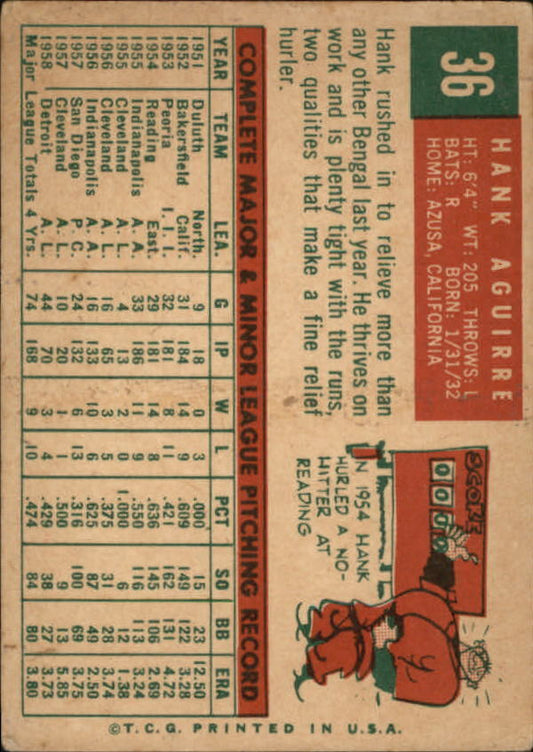 36
HANK AGUIRRE
HT: 6'4" WT: 205 THROWS: L
BATS: R BORN: 1/31/32
HOME: AZUSA, CALIFORNIA
Hank rushed in to relieve more than
any other Bengal last year. He thrives on
work and is plenty tight with the runs,
two qualities that make a fine relief
hurler.
SCORE
0 0 0 0
IN 1954 HANK
HURLED A NO-
HITTER AT
READING
COMPLETE MAJOR & MINOR LEAGUE PITCHING RECORD
YEAR TEAM LEA. G IP W L PCT SO BB ERA
1951 Duluth North. 9 18 0 3 .000 15 23 12.50
1952 Bakersfield Calif. 31 184 14 9 .609 149 122 3.28
1953 Peoria I. I. I. 32 181 8 11 .421 162 131 4.72
1954 Reading East. 29 181 14 8 .636 145 106 2.69
1955 Indianapolis A. A. 33 186 11 9 .550 116 113 3.24
1955 Cleveland A. L. 4 13 2 0 1.000 6 12 1.38
1956 Cleveland A. L. 16 65 3 5 .375 31 28 3.74
1956 Indianapolis A. A. 16 133 10 6 .625 87 49 2.50
1957 San Diego P. C. 24 132 6 13 .316 100 69 3.75
1957 Cleveland A. L. 10 20 1 1 .500 9 13 5.85
1958 Detroit A. L. 44 70 3 4 .429 38 27 3.73
Major League Totals 4 Yrs. 74 168 9 10 .474 84 80 3.80
©T.C.G. PRINTED IN U.S.A.